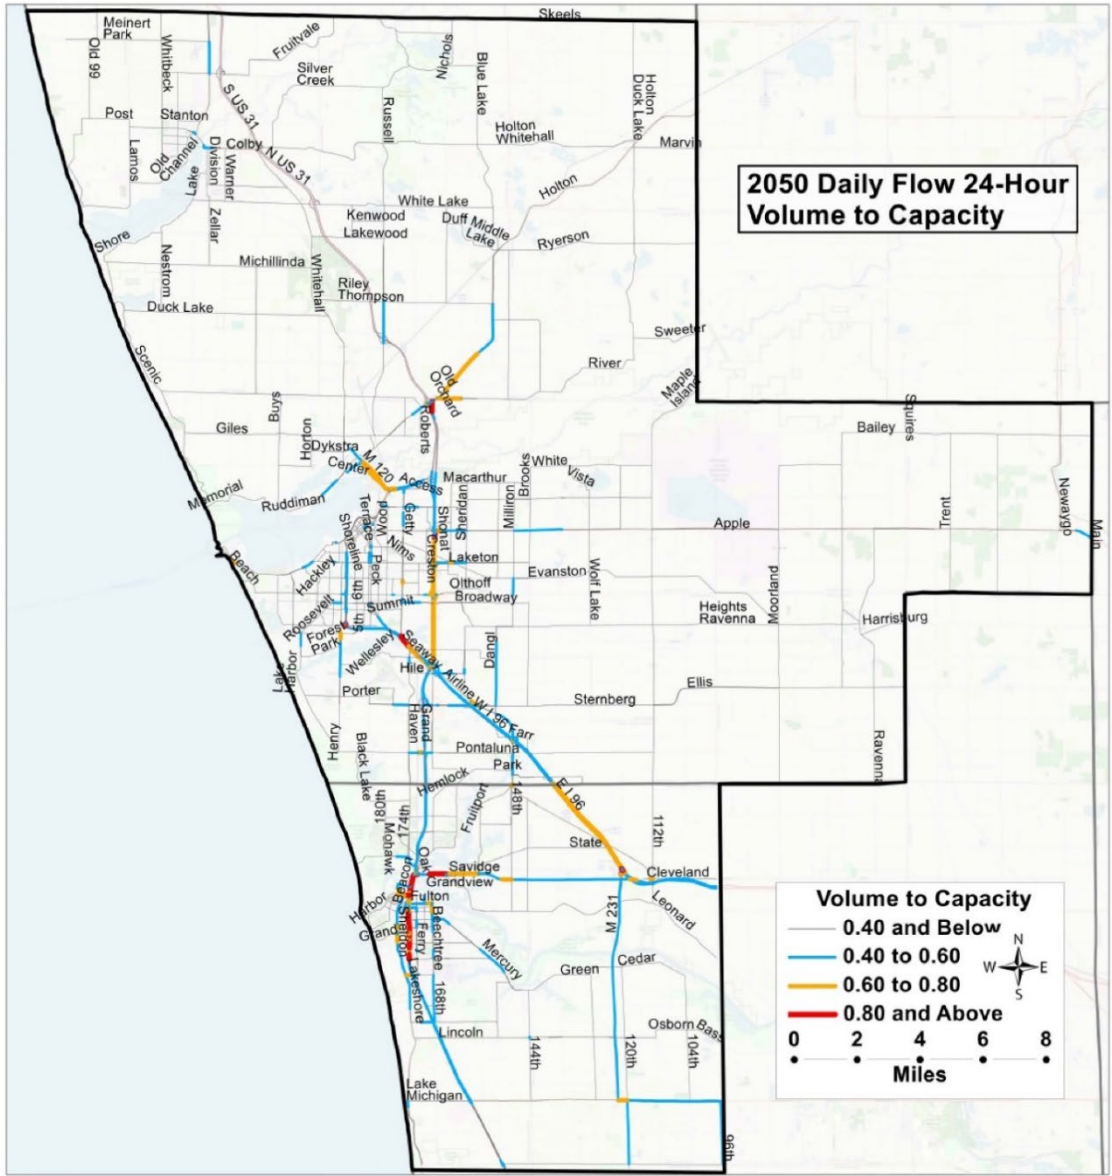 Skeels
Meinert
Park
Old 99
Whitbeck
Fruitvale
Silver
Creek
Nichols
Blue Lake
Holton
Duck Lake
S US 31
Post
Stanton
Russell
Holton
Whitehall
Marvin
Lamos
Old
Channel
Colby
N US 31
Division
Warner
Lake
Zellar
Holton
White Lake
Kenwood
Lakewood
Duff Middle
Lake
Ryerson
Shore
Nestrom
Michillinda
Whitehall
Riley
Thompson
Duck Lake
Sweeter
Scenic
River
Maple
Island
Old
Orchard
Roberts
Buys
Giles
Horton
Dykstra
Center
M 120
Access
Macarthur
Brooks
White
Vista
Bailey
Squires
Memorial
Ruddiman
Terrace
Wood
Getty
Shonat
Sheridan
Milliron
Apple
Trent
Newaygo
Main
Shoreline
Nims
Creston
Laketon
Beach
Hackley
Peck
6th
5th
Evanston
Wolf Lake
Olthoff
Broadway
Moorland
Summit
Roosevelt
Heights
Ravenna
Harrisburg
Forest
Park
Wellesley
Seaway
Dangl
Hile
Airline
W I 96
Farr
Lake
Harbor
Porter
Sternberg
Ellis
Grand
Haven
Henry
Black Lake
Pontaluna
Park
Ravenna
Hemlock
180th
174th
Fruitport
148th
E I 96
Mohawk
State
112th
Oak
Savidge
Grandview
Cleveland
Beacon
Harbor
Fulton
Leonard
M 231
Grand
Sheldon
Ferry
Beechtree
Mercury
Green
Cedar
Lakeshore
168th
Lincoln
Osborn
Bass
144th
120th
104th
Lake
Michigan
96th
2050 Daily Flow 24-Hour
Volume to Capacity
Volume to Capacity
0.40 and Below
0.40 to 0.60
0.60 to 0.80
0.80 and Above
N
W E
S
0 2 4 6 8
Miles